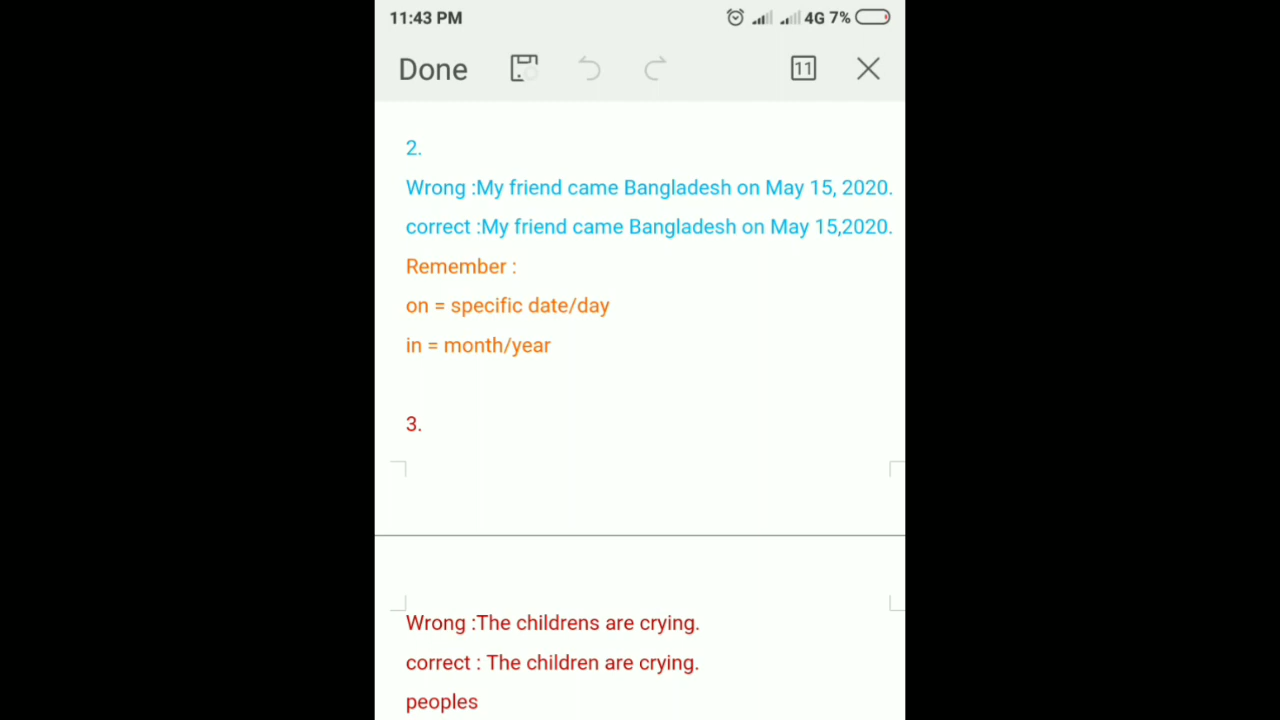 11:43 PM 4G 7%
Done 11
2.
Wrong :My friend came Bangladesh on May 15, 2020.
correct :My friend came Bangladesh on May 15,2020.
Remember :
on = specific date/day
in = month/year
3.
Wrong :The childrens are crying.
correct : The children are crying.
peoples